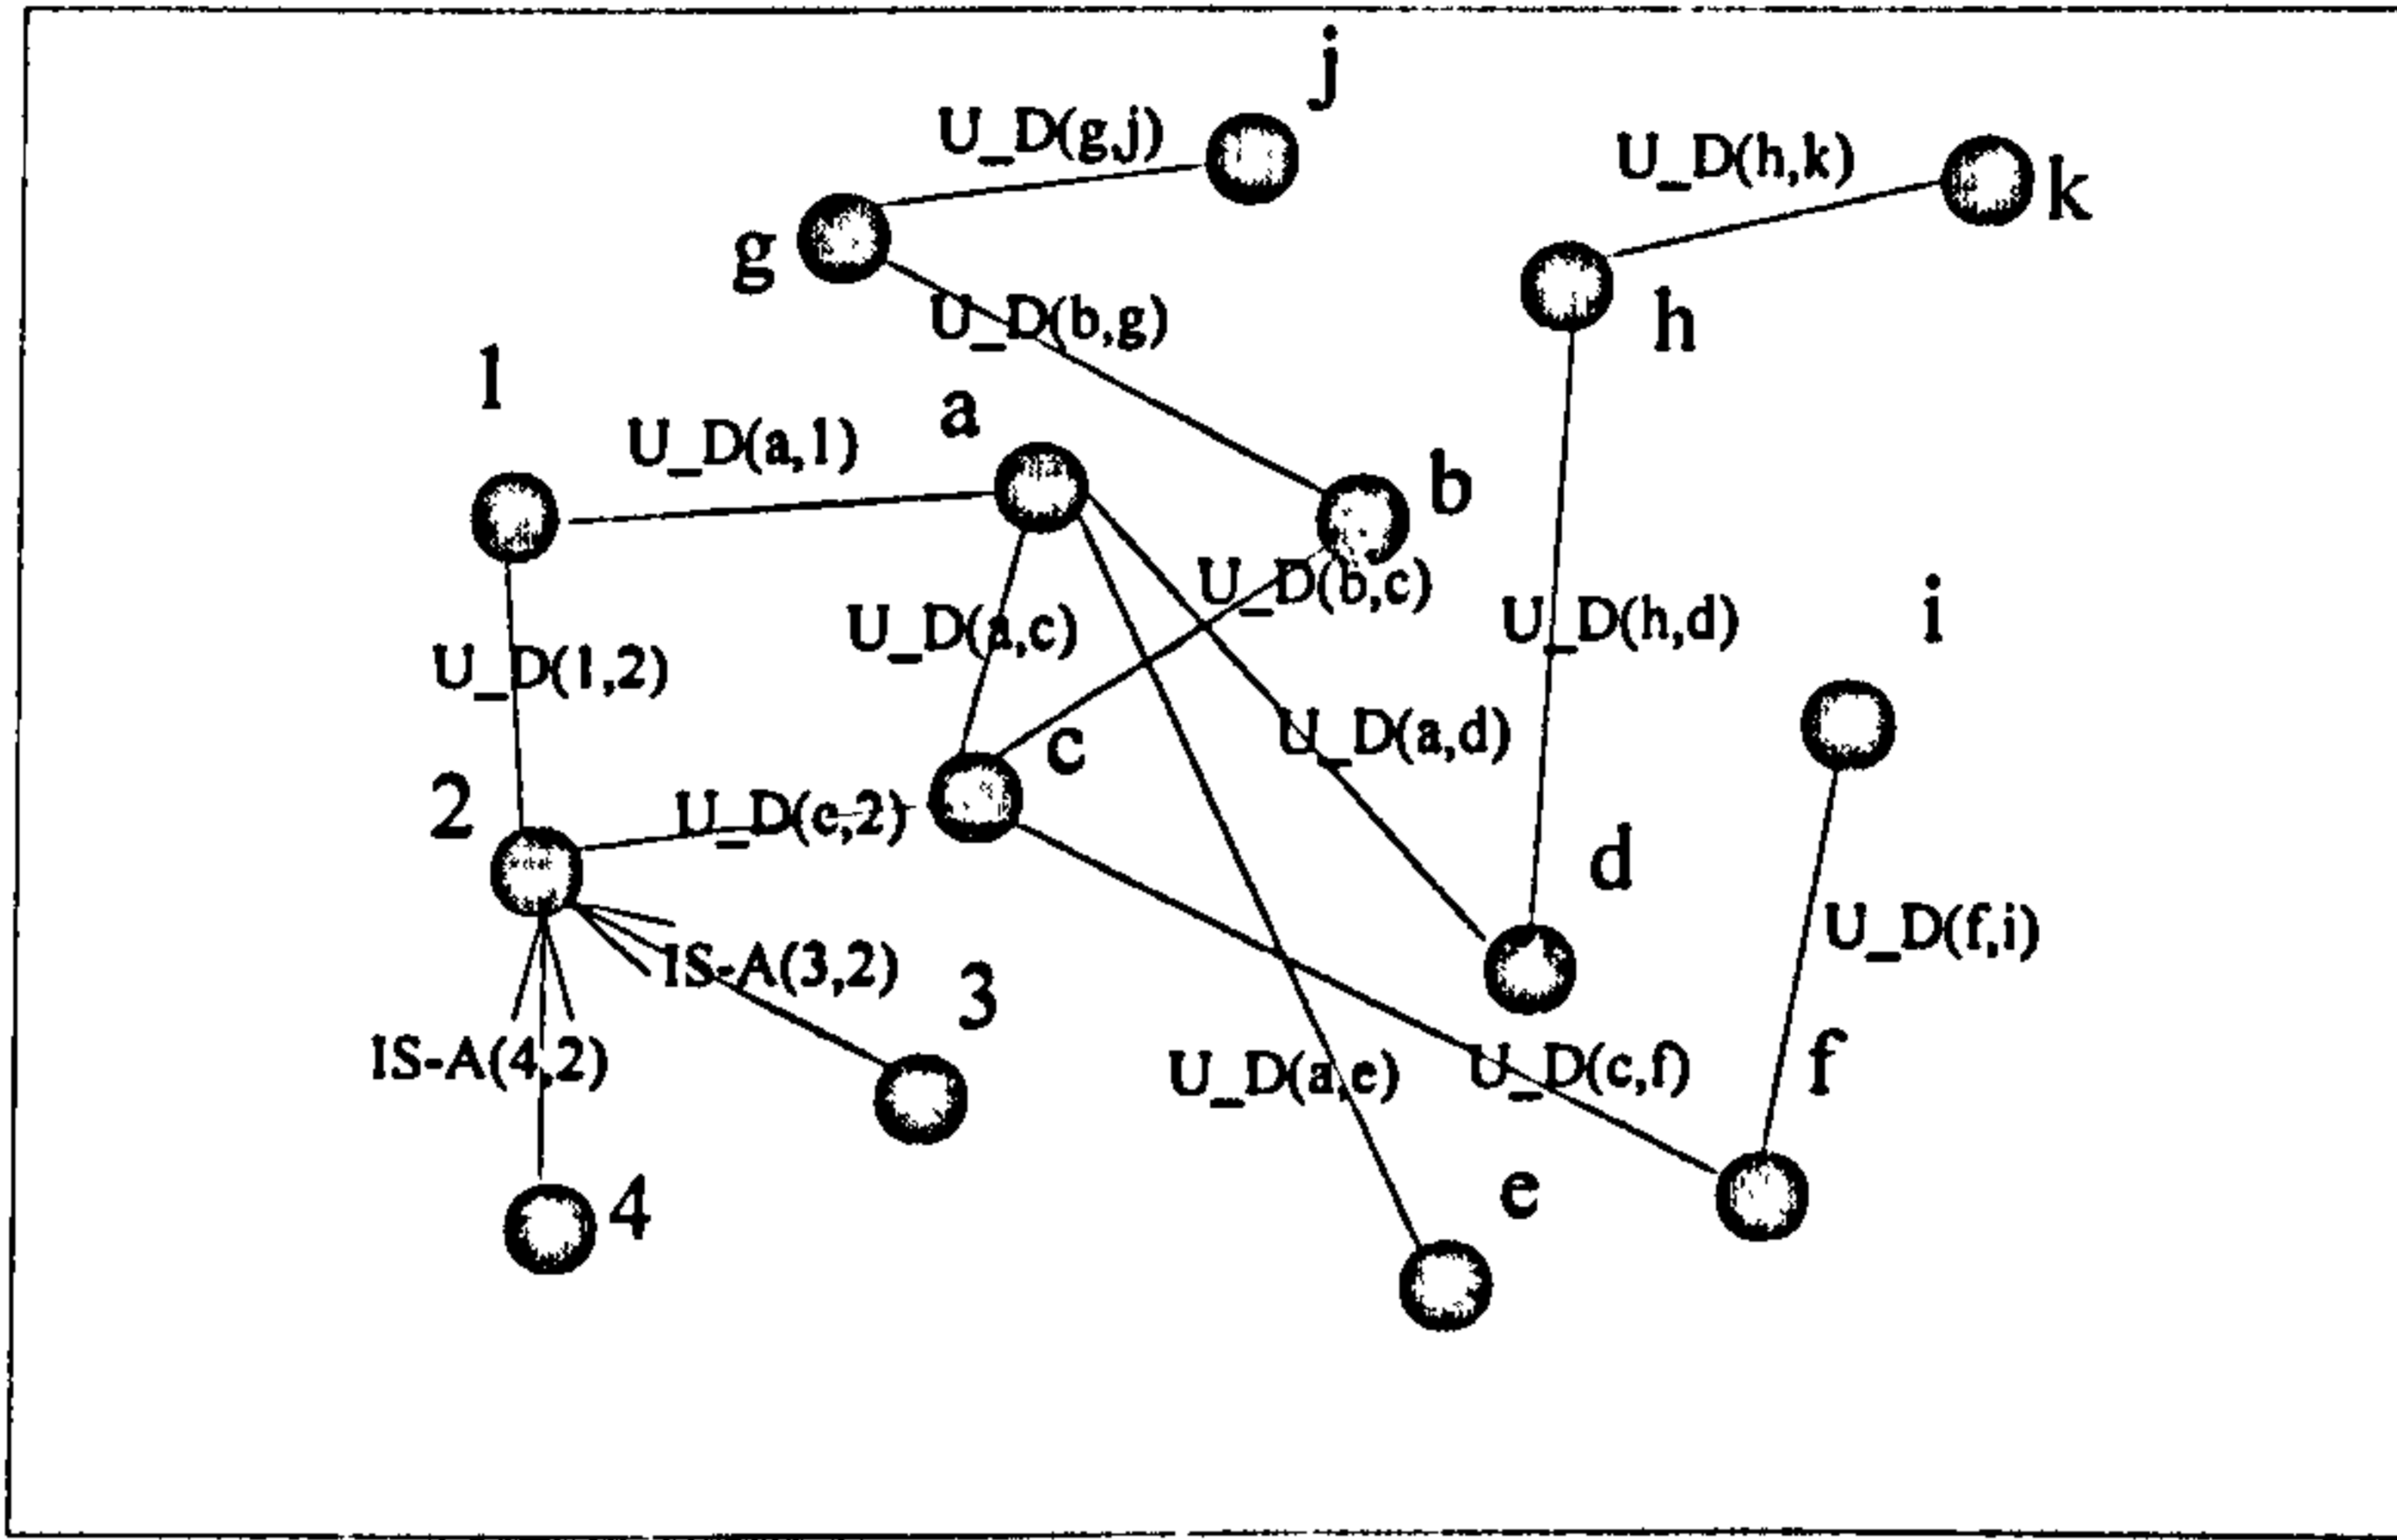 j
U_D(g,j)
U_D(h,k)
k
g
U_D(b,g)
h
1
a
U_D(a,1)
b
U_D(b,c)
i
U_D(a,c)
U_D(h,d)
U_D(1,2)
c
U_D(a,d)
2
U_D(c,2)
d
U_D(f,i)
IS-A(3,2)
3
IS-A(4,2)
U_D(a,e)
U_D(c,f)
f
4
e